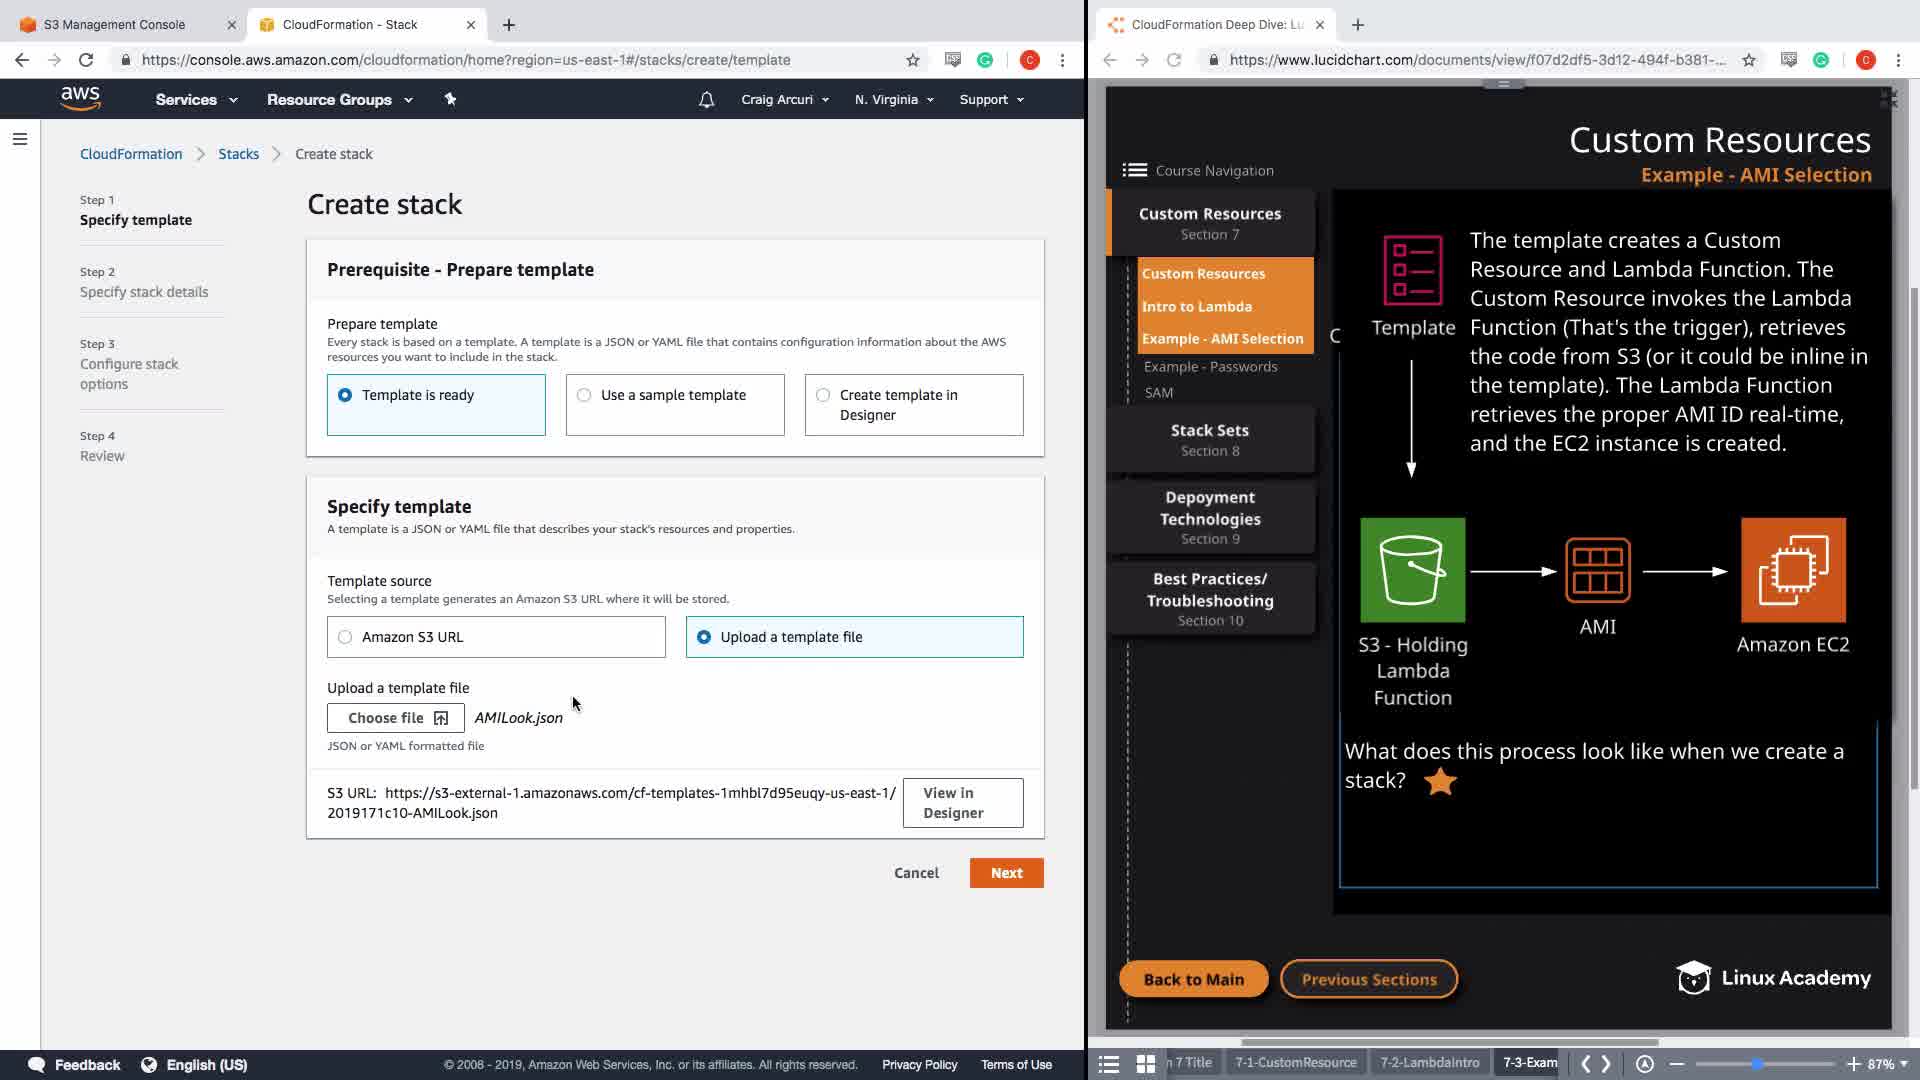 S3 Management Console
CloudFormation - Stack
https://console.aws.amazon.com/cloudformation/home?region=us-east-1#/stacks/create/template
aws
Services
Resource Groups
Craig Arcuri
N. Virginia
Support
CloudFormation
Stacks
Create stack
Step 1
Specify template
Step 2
Specify stack details
Step 3
Configure stack
options
Step 4
Review
Create stack
Prerequisite - Prepare template
Prepare template
Every stack is based on a template. A template is a JSON or YAML file that contains configuration information about the AWS
resources you want to include in the stack.
Template is ready
Use a sample template
Create template in
Designer
Specify template
A template is a JSON or YAML file that describes your stack's resources and properties.
Template source
Selecting a template generates an Amazon S3 URL where it will be stored.
Amazon S3 URL
Upload a template file
Upload a template file
Choose file
AMILook.json
JSON or YAML formatted file
S3 URL: https://s3-external-1.amazonaws.com/cf-templates-1mhbl7d95euqy-us-east-1/
2019171c10-AMILook.json
View in
Designer
Cancel
Next
Feedback
English (US)
© 2008 - 2019, Amazon Web Services, Inc. or its affiliates. All rights reserved.
Privacy Policy
Terms of Use
CloudFormation Deep Dive: Lu
https://www.lucidchart.com/documents/view/f07d2df5-3d12-494f-b381-...
C
C
Custom Resources
Example - AMI Selection
Course Navigation
Custom Resources
Section 7
Custom Resources
Intro to Lambda
Example - AMI Selection
Example - Passwords
SAM
Stack Sets
Section 8
Depoyment
Technologies
Section 9
Best Practices/
Troubleshooting
Section 10
C
Template
The template creates a Custom
Resource and Lambda Function. The
Custom Resource invokes the Lambda
Function (That's the trigger), retrieves
the code from S3 (or it could be inline in
the template). The Lambda Function
retrieves the proper AMI ID real-time,
and the EC2 instance is created.
S3 - Holding
Lambda
Function
AMI
Amazon EC2
What does this process look like when we create a
stack?
Back to Main
Previous Sections
Linux Academy
n 7 Title
7-1-CustomResource
7-2-LambdaIntro
7-3-Exam
87%